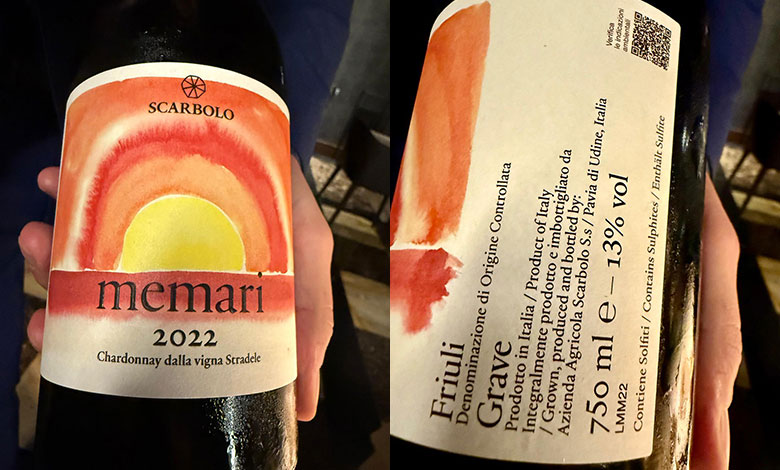 SCARBOLO
memari
2022
Chardonnay dalla vigna Stradele
Verifica
le indicazioni
ambientali
Friuli
Denominazione di Origine Controllata
Grave
Prodotto in Italia / Product of Italy
Integralmente prodotto e imbottigliato da
/ Grown, produced and bottled by:
Azienda Agricola Scarbolo S.s / Pavia di Udine, Italia
750 ml e – 13% vol
LMM22
Contiene Solfiti / Contains Sulphites / Enthält Sulfite